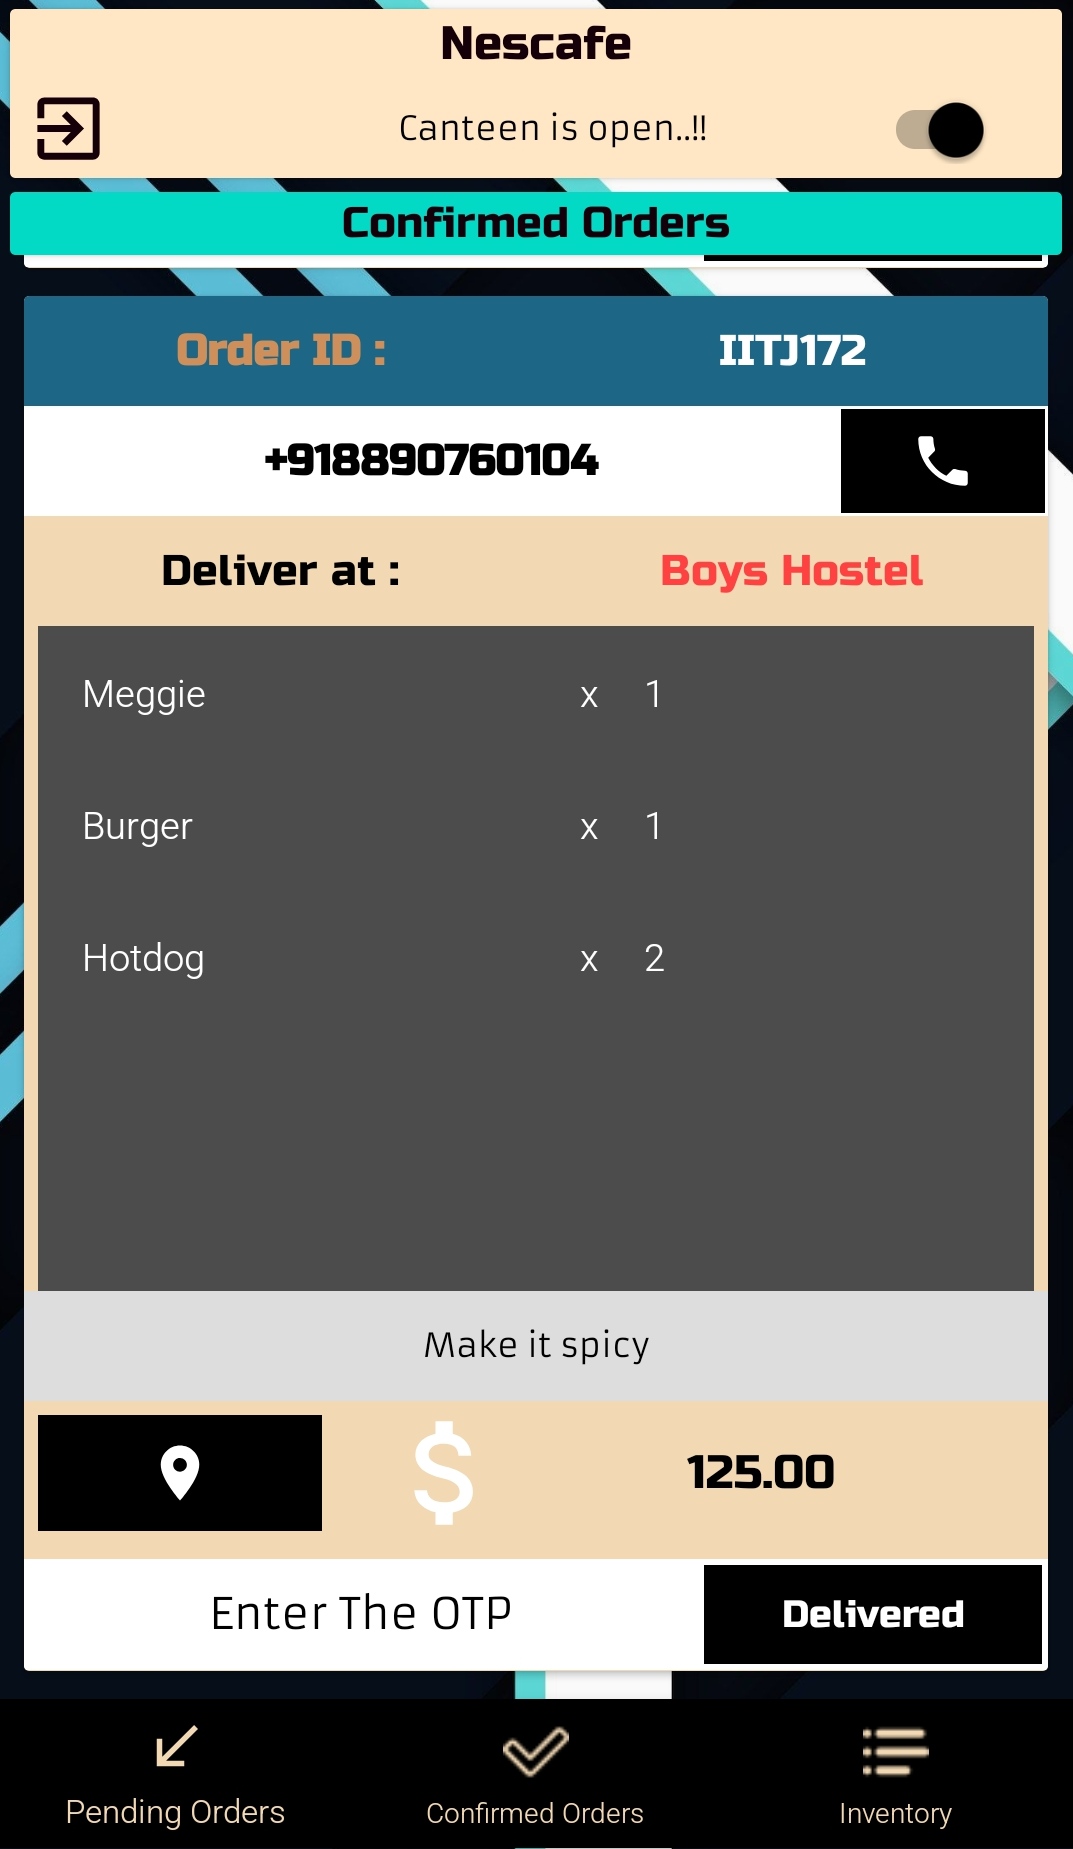 Nescafe
Canteen is open..!!
Confirmed Orders
Order ID : IITJ172
+918890760104
Deliver at : Boys Hostel
Meggie x 1
Burger x 1
Hotdog x 2
Make it spicy
$ 125.00
Enter The OTP Delivered
Pending Orders Confirmed Orders Inventory